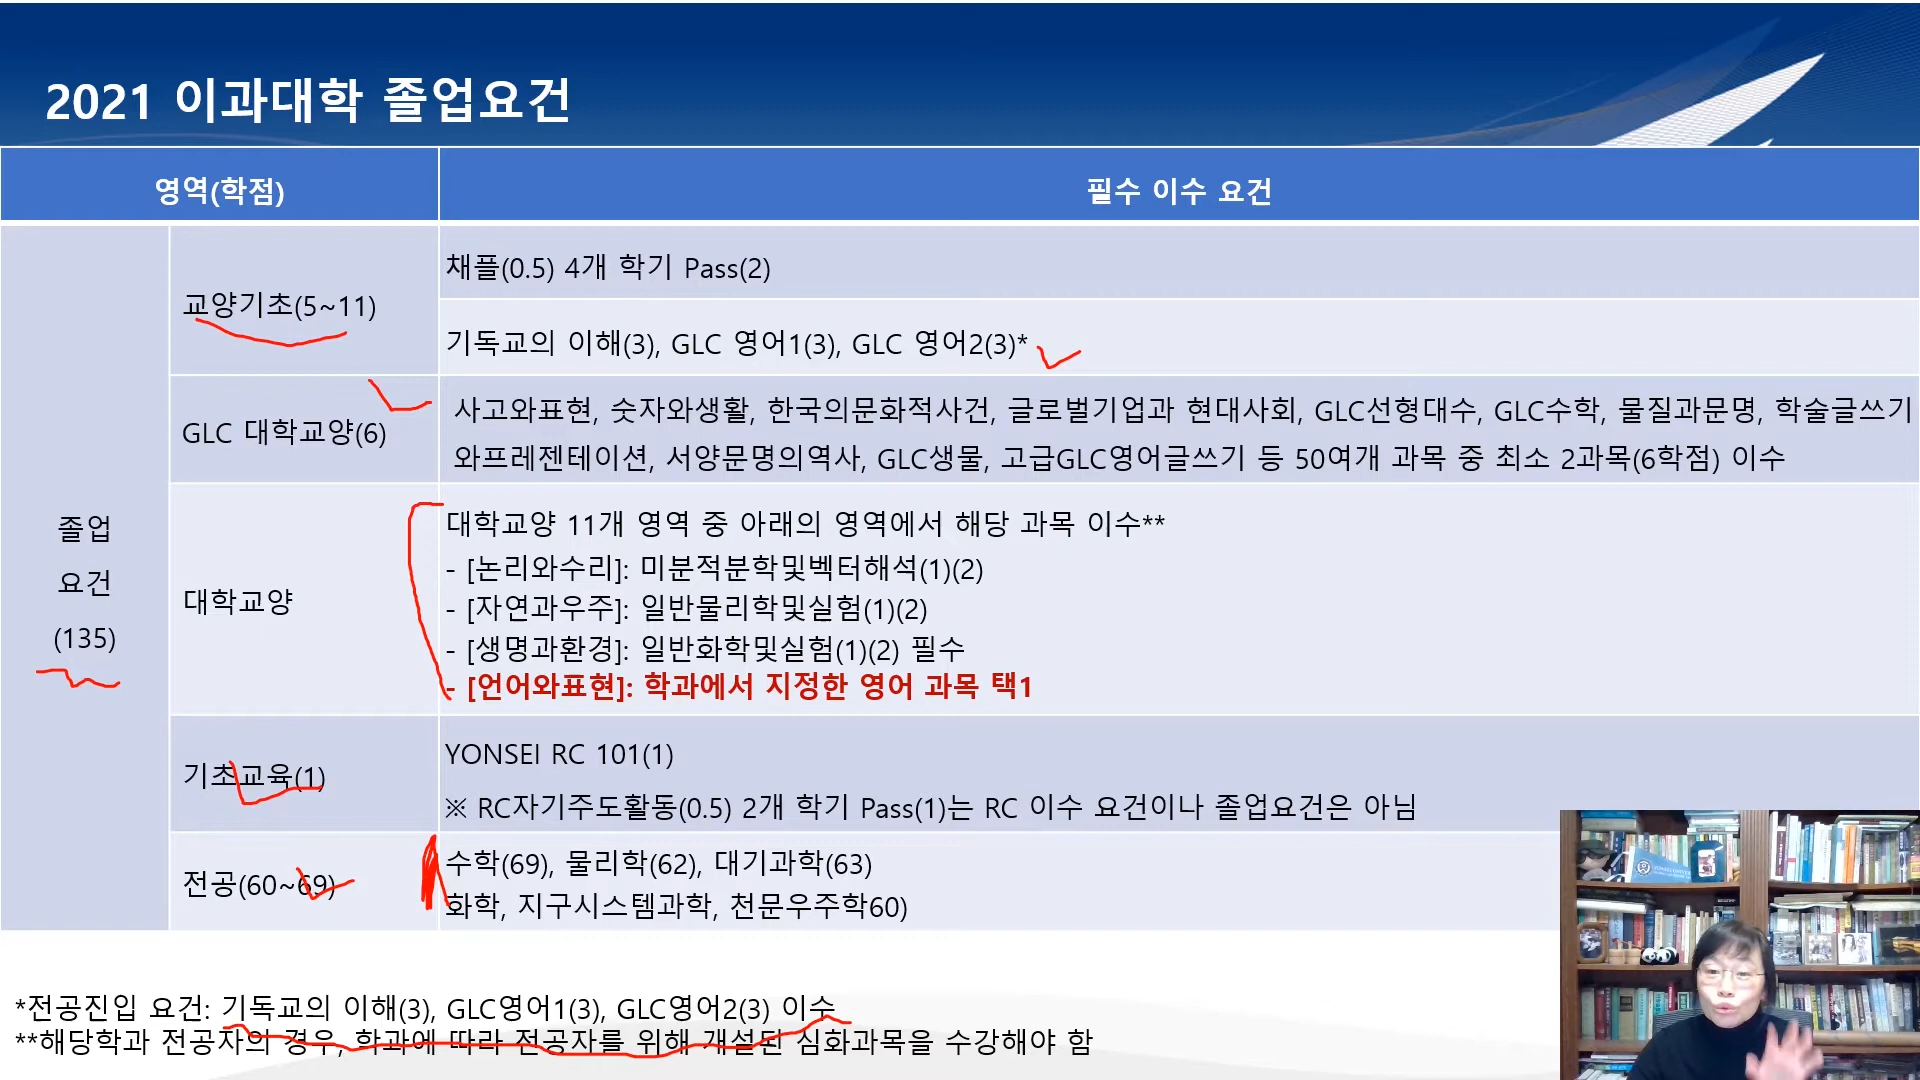 2021 이과대학 졸업요건
영역(학점)
필수 이수 요건
졸업
요건
(135)
교양기초(5~11)
채플(0.5) 4개 학기 Pass(2)
기독교의 이해(3), GLC 영어1(3), GLC 영어2(3)*
GLC 대학교양(6)
사고와표현, 숫자와생활, 한국의문화적사건, 글로벌기업과 현대사회, GLC선형대수, GLC수학, 물질과문명, 학술글쓰기
와프레젠테이션, 서양문명의역사, GLC생물, 고급GLC영어글쓰기 등 50여개 과목 중 최소 2과목(6학점) 이수
대학교양
대학교양 11개 영역 중 아래의 영역에서 해당 과목 이수**
- [논리와수리]: 미분적분학및벡터해석(1)(2)
- [자연과우주]: 일반물리학및실험(1)(2)
- [생명과환경]: 일반화학및실험(1)(2) 필수
- [언어와표현]: 학과에서 지정한 영어 과목 택1
기초교육(1)
YONSEI RC 101(1)
※ RC자기주도활동(0.5) 2개 학기 Pass(1)는 RC 이수 요건이나 졸업요건은 아님
전공(60~69)
수학(69), 물리학(62), 대기과학(63)
화학, 지구시스템과학, 천문우주학60)
*전공진입 요건: 기독교의 이해(3), GLC영어1(3), GLC영어2(3) 이수
**해당학과 전공자의 경우, 학과에 따라 전공자를 위해 개설된 심화과목을 수강해야 함